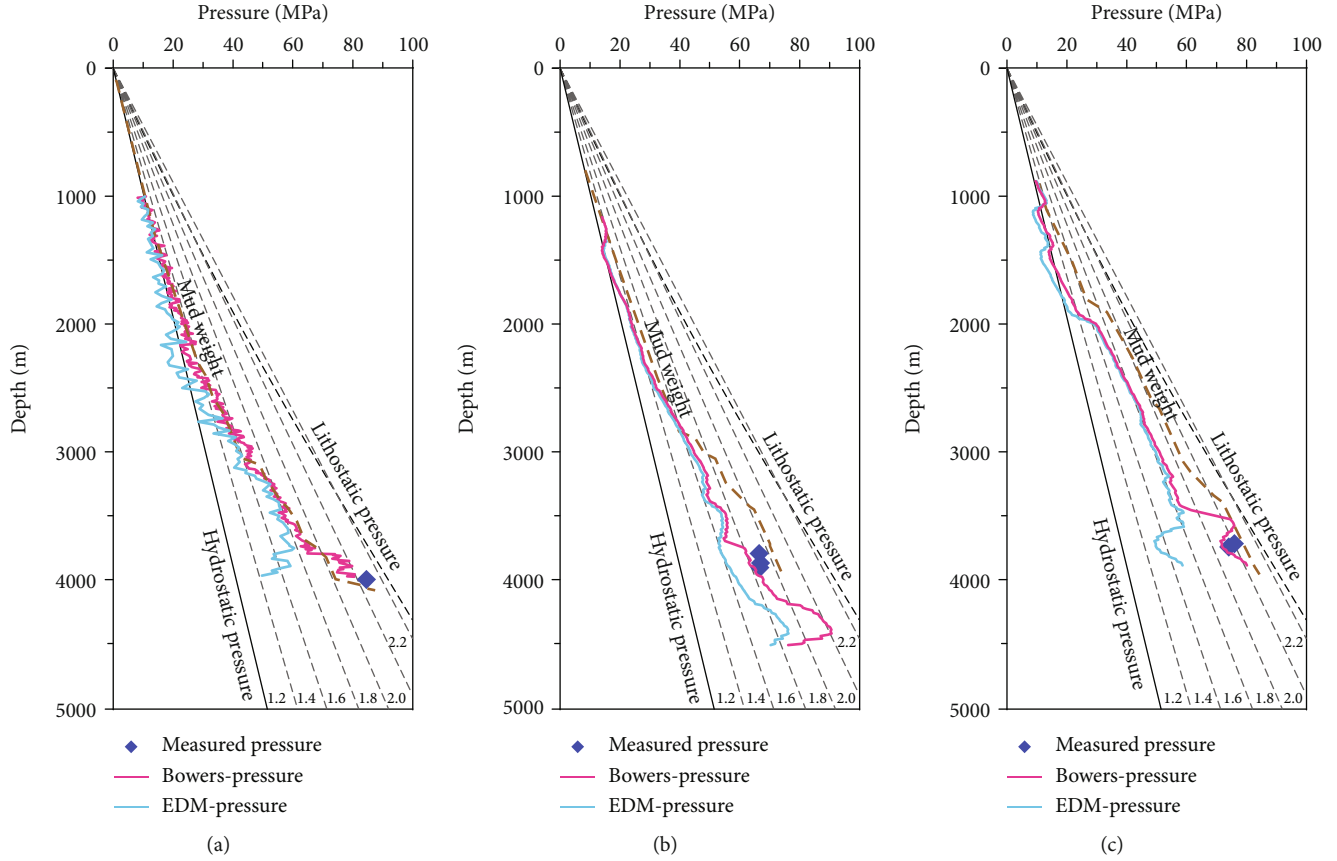 Pressure (MPa)
0 20 40 60 80 100
0
1000
2000
3000
4000
5000
Depth (m)
Mud weight
Lithostatic pressure
Hydrostatic pressure
2.2
1.2 1.4 1.6 1.8 2.0
Measured pressure
Bowers-pressure
EDM-pressure
(a)
Pressure (MPa)
0 20 40 60 80 100
0
1000
2000
3000
4000
5000
Depth (m)
Mud weight
Lithostatic pressure
Hydrostatic pressure
2.2
1.2 1.4 1.6 1.8 2.0
Measured pressure
Bowers-pressure
EDM-pressure
(b)
Pressure (MPa)
0 20 40 60 80 100
0
1000
2000
3000
4000
5000
Depth (m)
Mud weight
Lithostatic pressure
Hydrostatic pressure
2.2
1.2 1.4 1.6 1.8 2.0
Measured pressure
Bowers-pressure
EDM-pressure
(c)